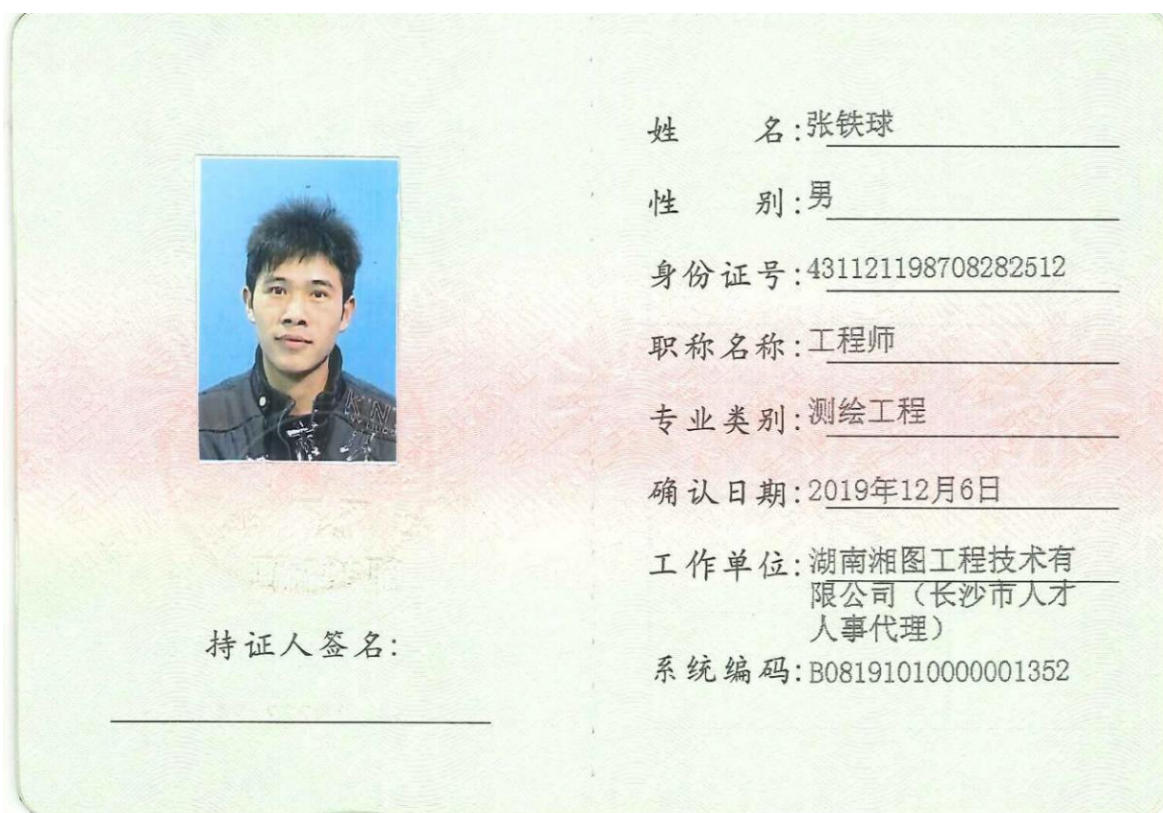 姓 名:张铁球
性 别:男
身份证号:431121198708282512
职称名称:工程师
专业类别:测绘工程
确认日期:2019年12月6日
工作单位:湖南湘图工程技术有
限公司（长沙市人才
人事代理）
系统编码:B08191010000001352
持证人签名: